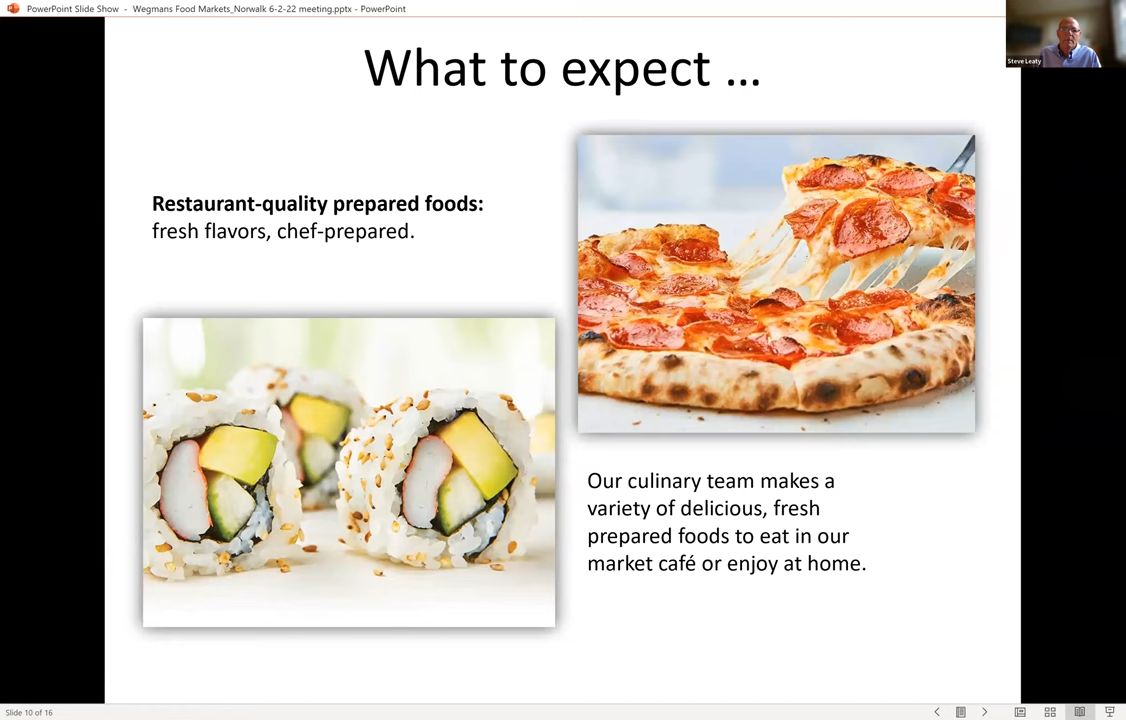 PowerPoint Slide Show - Wegmans Food Markets_Norwalk 6-2-22 meeting.pptx - PowerPoint
Steve Leaty
What to expect ...
Restaurant-quality prepared foods:
fresh flavors, chef-prepared.
Our culinary team makes a
variety of delicious, fresh
prepared foods to eat in our
market café or enjoy at home.
Slide 10 of 16